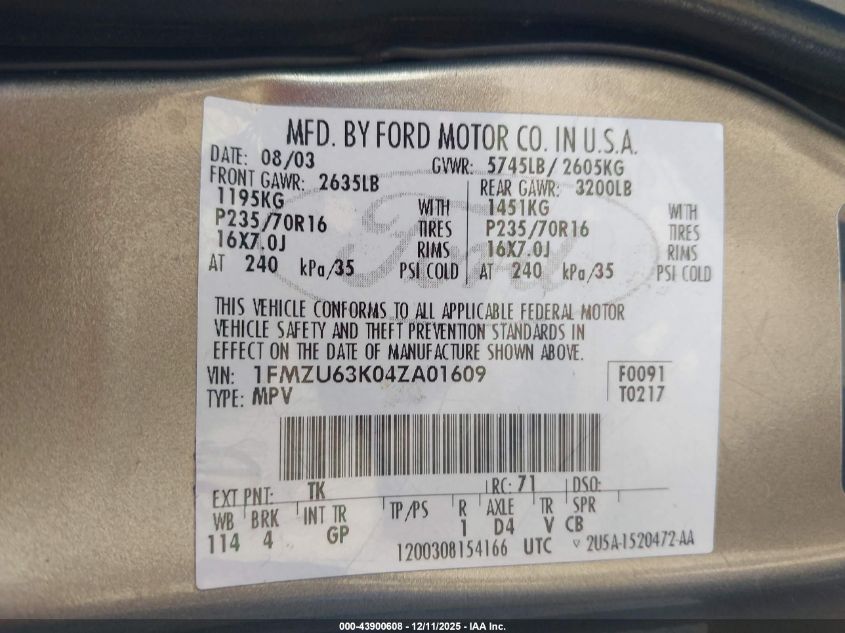 MFD. BY FORD MOTOR CO. IN U.S.A.
DATE: 08/03 GVWR: 5745LB/ 2605KG
FRONT GAWR: 2635LB REAR GAWR: 3200LB
1195KG WITH 1451KG WITH
P235/70R16 TIRES P235/70R16 TIRES
16X7.0J RIMS 16X7.0J RIMS
AT 240 kPa/35 PSI COLD AT 240 kPa/35 PSI COLD
Ford
THIS VEHICLE CONFORMS TO ALL APPLICABLE FEDERAL MOTOR
VEHICLE SAFETY AND THEFT PREVENTION STANDARDS IN
EFFECT ON THE DATE OF MANUFACTURE SHOWN ABOVE.
VIN: 1FMZU63K04ZA01609 F0091
TYPE: MPV T0217
EXT PNT: TK RC: 71 DSO:
WB BRK INT TR TP/PS R AXLE TR SPR
114 4 GP 1 D4 V CB
1200308154166 UTC ▿ 2U5A-1520472-AA
000-43900608 - 12/11/2025 - IAA Inc.